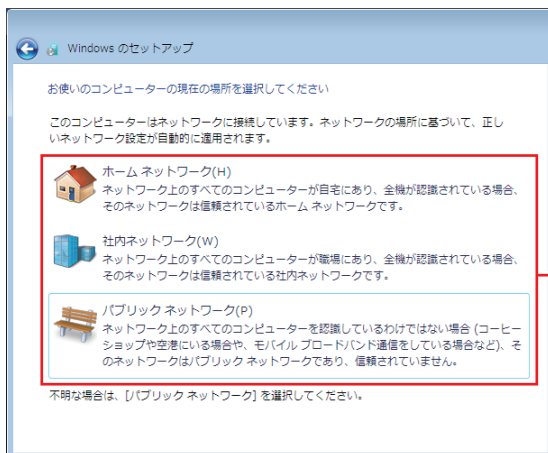 Windows のセットアップ
お使いのコンピューターの現在の場所を選択してください
このコンピューターはネットワークに接続しています。ネットワークの場所に基づいて、正し
いネットワーク設定が自動的に適用されます。
ホーム ネットワーク(H)
ネットワーク上のすべてのコンピューターが自宅にあり、全機が認識されている場合、
そのネットワークは信頼されているホーム ネットワークです。
社内ネットワーク(W)
ネットワーク上のすべてのコンピューターが職場にあり、全機が認識されている場合、
そのネットワークは信頼されている社内ネットワークです。
パブリック ネットワーク(P)
ネットワーク上のすべてのコンピューターを認識しているわけではない場合 (コーヒー
ショップや空港にいる場合や、モバイル ブロードバンド通信をしている場合など)、そ
のネットワークはパブリック ネットワークであり、信頼されていません。
不明な場合は、[パブリック ネットワーク] を選択してください。